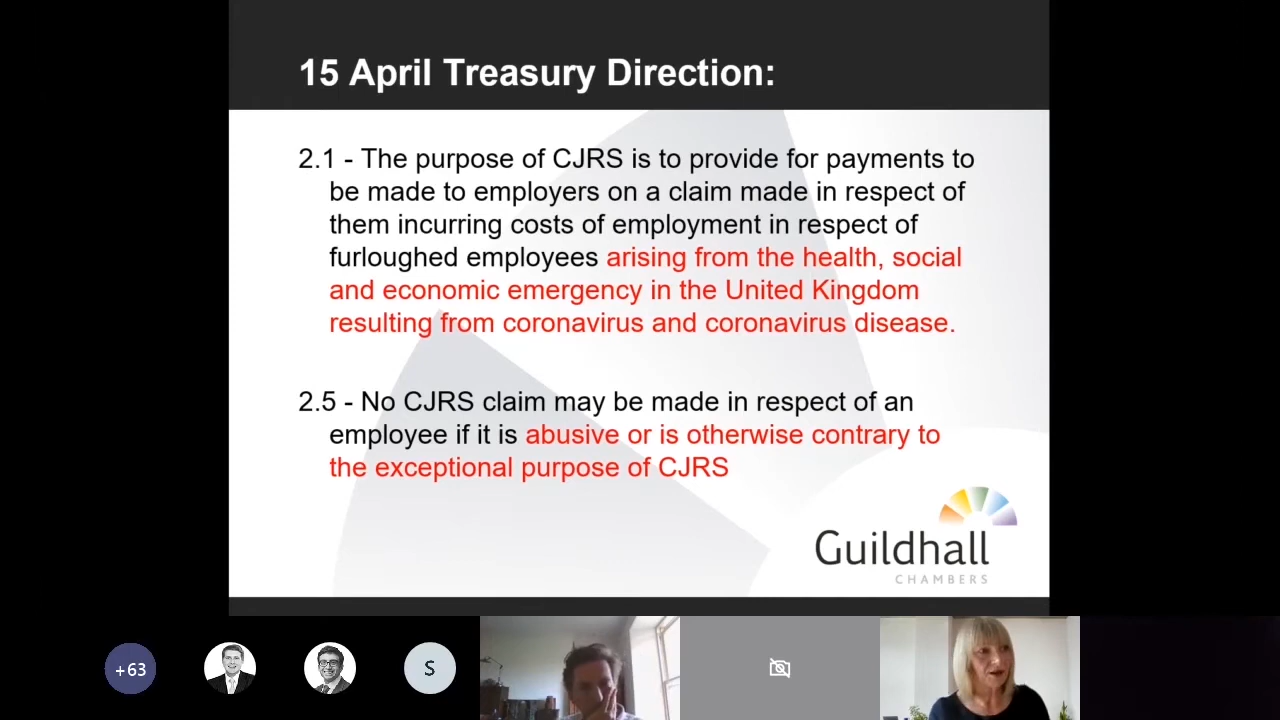 15 April Treasury Direction:
2.1 - The purpose of CJRS is to provide for payments to
be made to employers on a claim made in respect of
them incurring costs of employment in respect of
furloughed employees arising from the health, social
and economic emergency in the United Kingdom
resulting from coronavirus and coronavirus disease.
2.5 - No CJRS claim may be made in respect of an
employee if it is abusive or is otherwise contrary to
the exceptional purpose of CJRS
Guildhall
CHAMBERS
+63
S